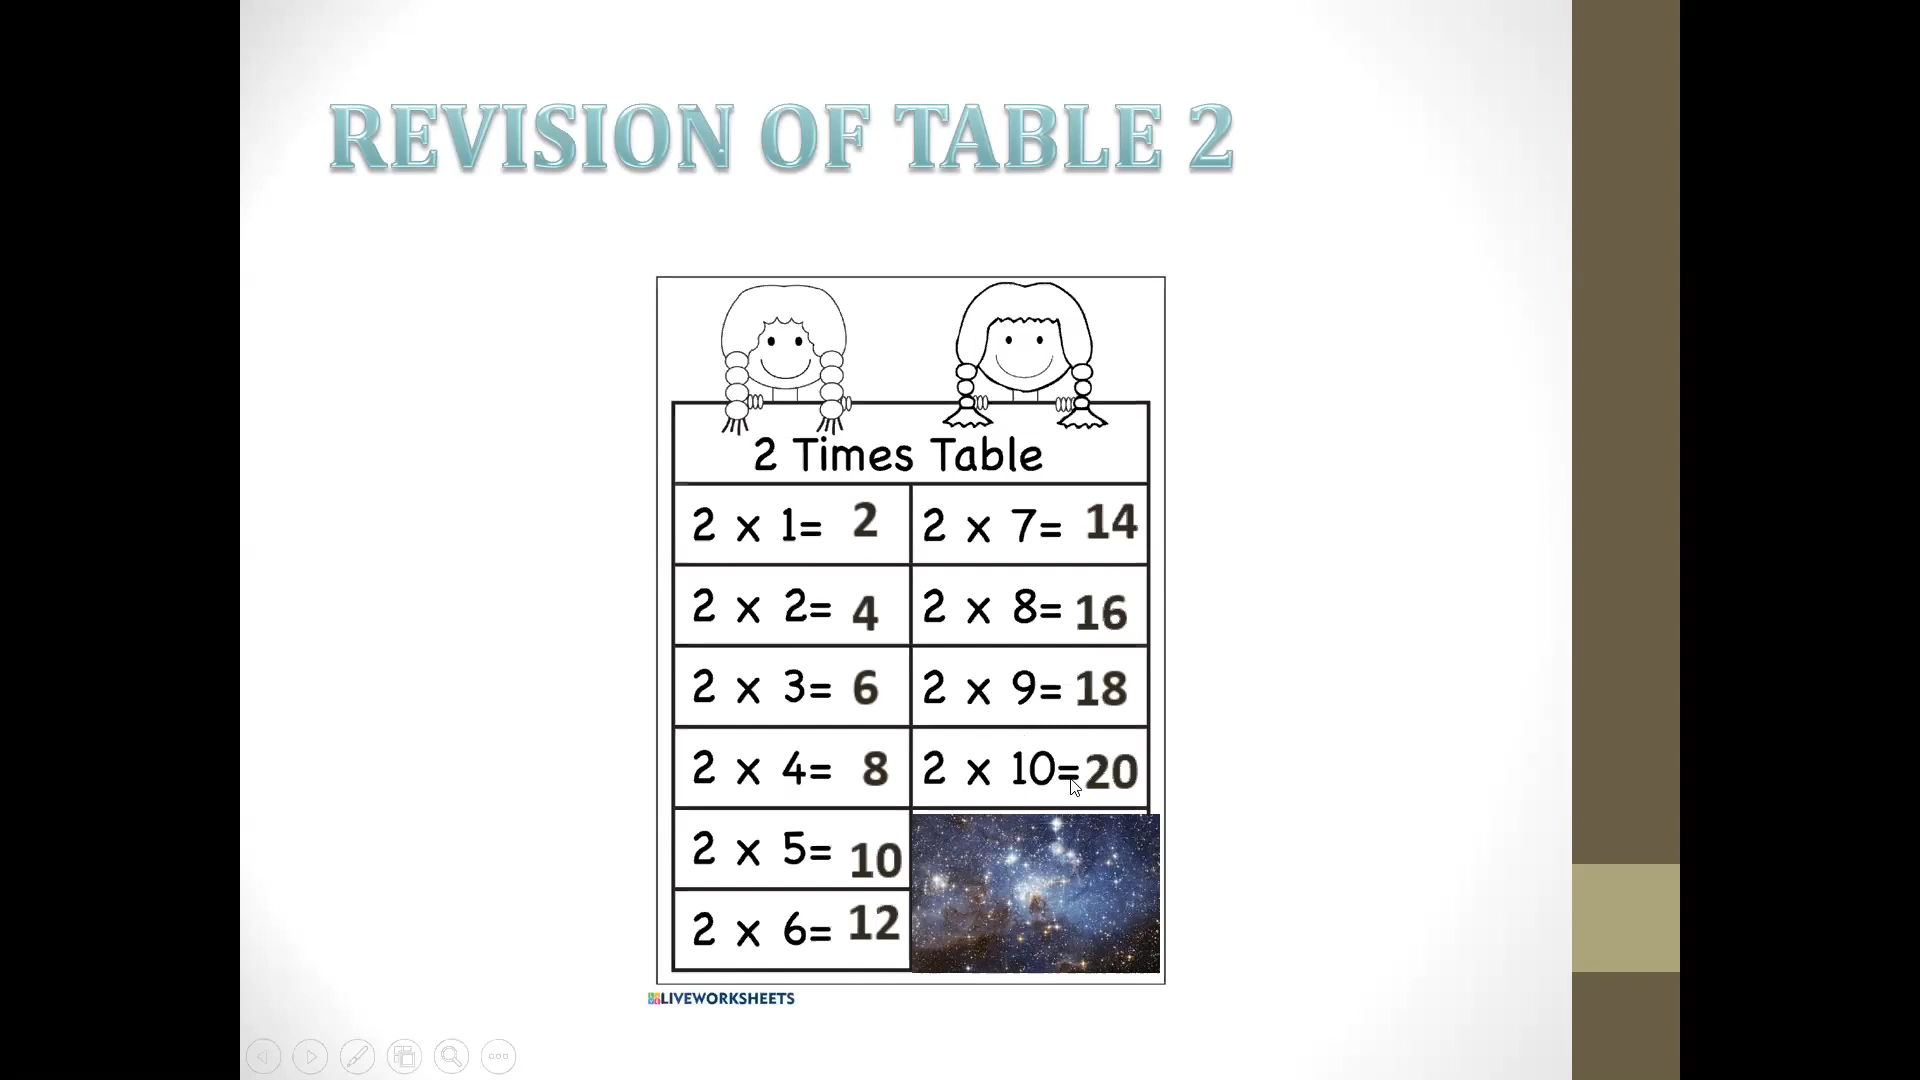 REVISION OF TABLE 2
2 Times Table
2 x 1= 2
2 x 2= 4
2 x 3= 6
2 x 4= 8
2 x 5= 10
2 x 6= 12
2 x 7= 14
2 x 8= 16
2 x 9= 18
2 x 10= 20
LIVEWORKSHEETS